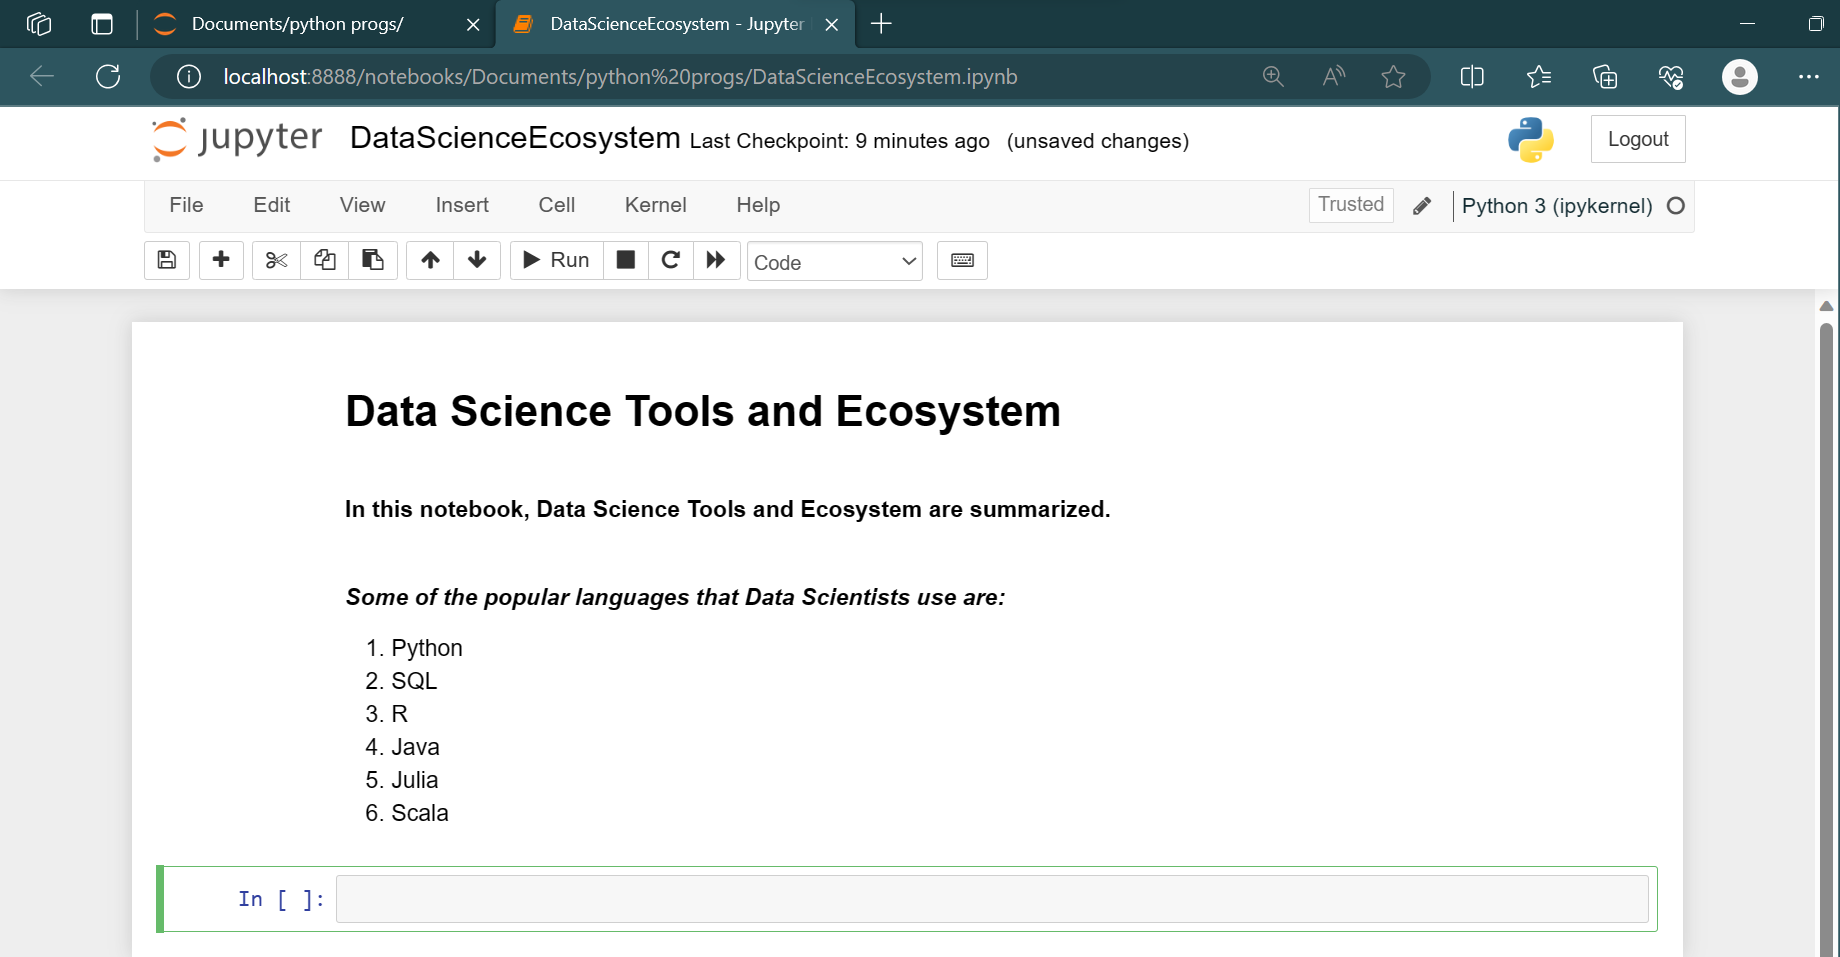 Documents/python progs/
DataScienceEcosystem - Jupyter
localhost:8888/notebooks/Documents/python%20progs/DataScienceEcosystem.ipynb
jupyter DataScienceEcosystem Last Checkpoint: 9 minutes ago (unsaved changes)
Logout
File Edit View Insert Cell Kernel Help
Trusted
Python 3 (ipykernel)
Run
Code
Data Science Tools and Ecosystem
In this notebook, Data Science Tools and Ecosystem are summarized.
Some of the popular languages that Data Scientists use are:
1. Python
2. SQL
3. R
4. Java
5. Julia
6. Scala
In [ ]: